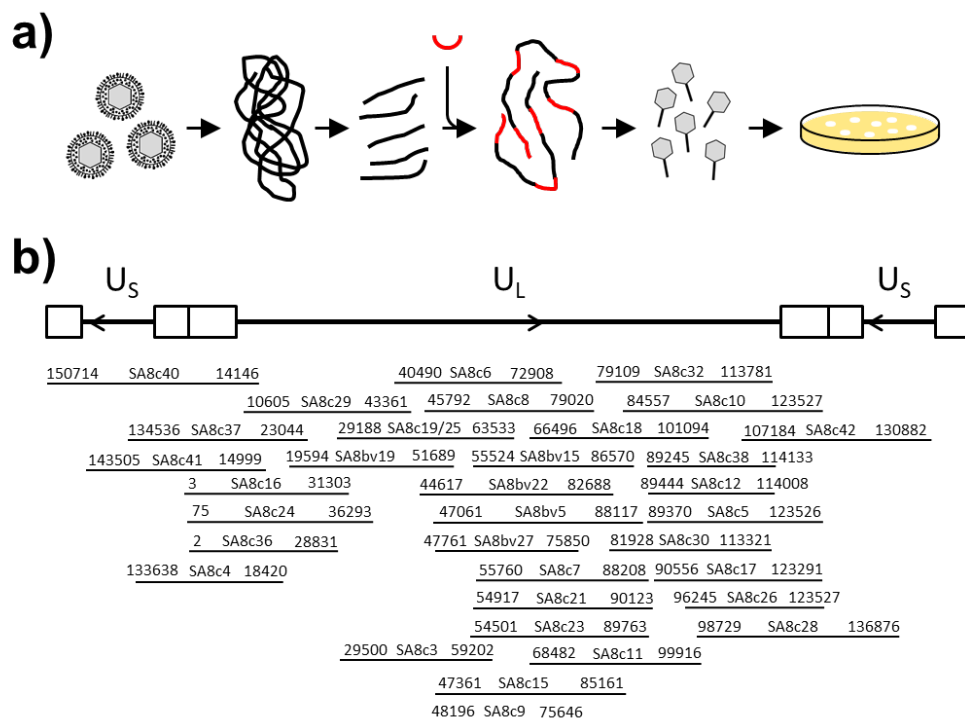 a)
b)
U_S U_L U_S
150714 SA8c40 14146 40490 SA8c6 72908 79109 SA8c32 113781
10605 SA8c29 43361 45792 SA8c8 79020 84557 SA8c10 123527
134536 SA8c37 23044 29188 SA8c19/25 63533 66496 SA8c18 101094 107184 SA8c42 130882
143505 SA8c41 14999 19594 SA8bv19 51689 55524 SA8bv15 86570 89245 SA8c38 114133
3 SA8c16 31303 44617 SA8bv22 82688 89444 SA8c12 114008
75 SA8c24 36293 47061 SA8bv5 88117 89370 SA8c5 123526
2 SA8c36 28831 47761 SA8bv27 75850 81928 SA8c30 113321
133638 SA8c4 18420 55760 SA8c7 88208 90556 SA8c17 123291
54917 SA8c21 90123 96245 SA8c26 123527
54501 SA8c23 89763 98729 SA8c28 136876
29500 SA8c3 59202 68482 SA8c11 99916
47361 SA8c15 85161
48196 SA8c9 75646